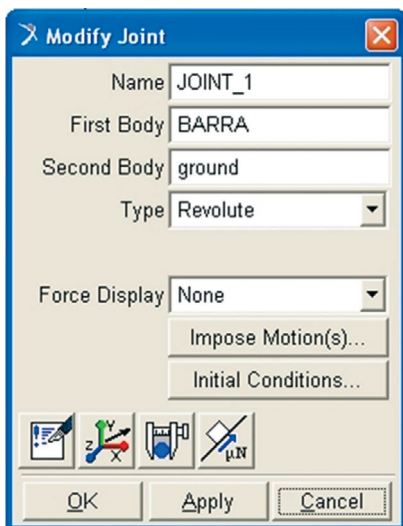 Modify Joint
Name JOINT_1
First Body BARRA
Second Body ground
Type Revolute
Force Display None
Impose Motion(s)...
Initial Conditions...
Y
Z X
μN
OK Apply Cancel